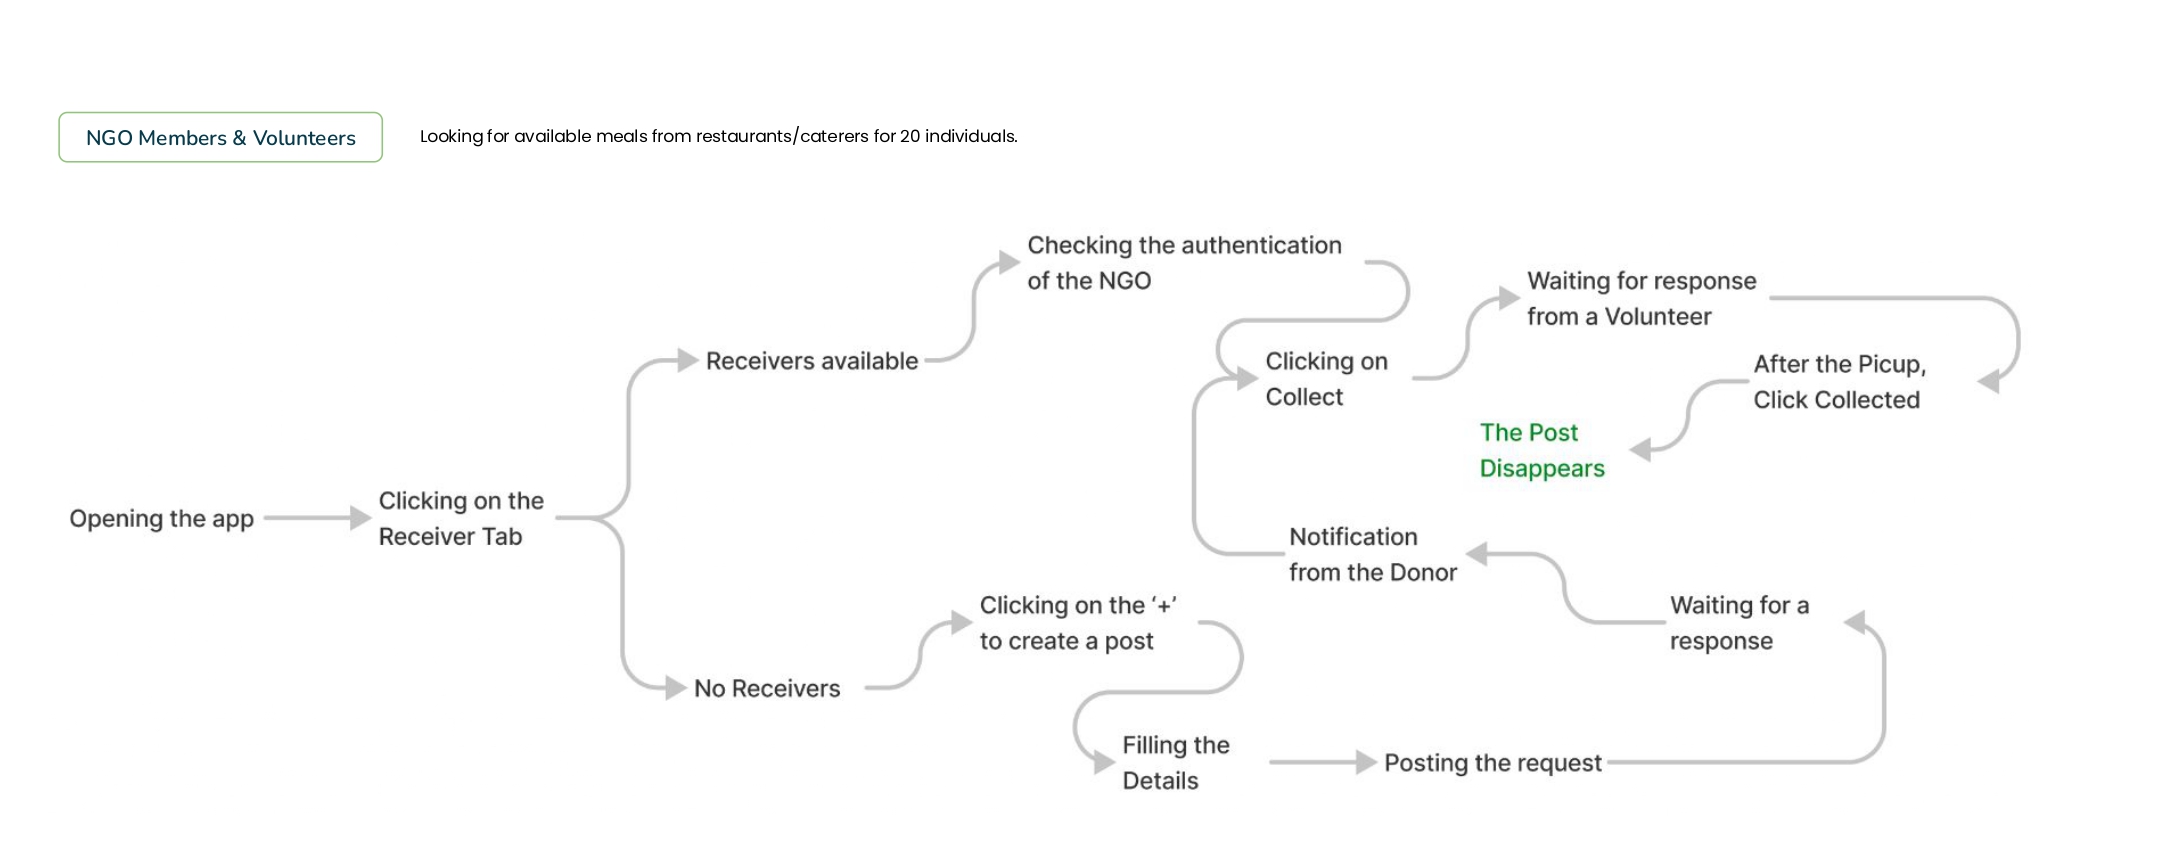 NGO Members & Volunteers
Looking for available meals from restaurants/caterers for 20 individuals.
Opening the app
Clicking on the
Receiver Tab
Receivers available
Checking the authentication
of the NGO
Clicking on
Collect
Waiting for response
from a Volunteer
After the Picup,
Click Collected
The Post
Disappears
No Receivers
Clicking on the ‘+’
to create a post
Filling the
Details
Posting the request
Waiting for a
response
Notification
from the Donor